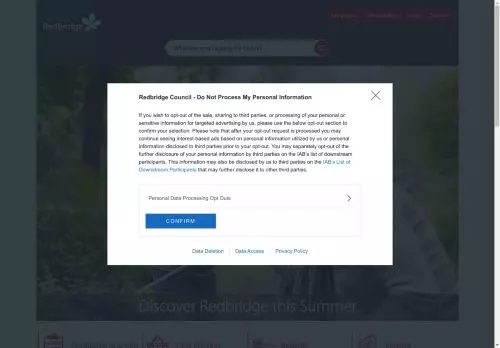 Redbridge
What are you looking for today?
Redbridge Council - Do Not Process My Personal Information
If you wish to opt-out of the sale, sharing to third parties, or processing of your personal or
sensitive information for targeted advertising by us, please use the below opt-out section to
confirm your selection. Please note that after your opt-out request is processed you may
continue seeing interest-based ads based on personal information utilized by us or personal
information disclosed to third parties prior to your opt-out. You may separately opt-out of the
further disclosure of your personal information by third parties on the IAB's list of downstream
participants. This information may also be disclosed by us to third parties on the IAB's List of
Downstream Participants that may further disclose it to other third parties.
Personal Data Processing Opt Outs
CONFIRM
Data Deletion Data Access Privacy Policy
Discover Redbridge this Summer